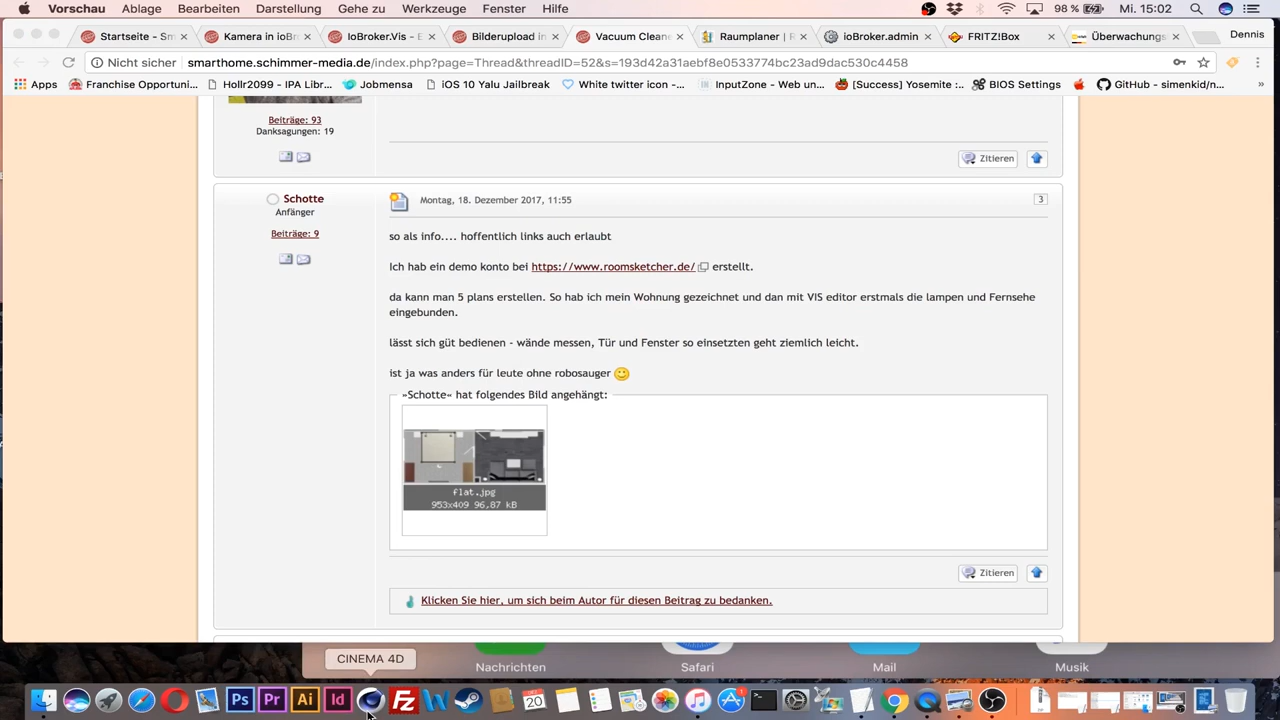 Vorschau Ablage Bearbeiten Darstellung Gehe zu Werkzeuge Fenster Hilfe 98 % Mi. 15:02
Startseite - Sm Kamera in ioBro IoBroker.Vis - E Bilderupload in Vacuum Clean Raumplaner | R ioBroker.admin FRITZ!Box Überwachungs Dennis
Nicht sicher smarthome.schimmer-media.de/index.php?page=Thread&threadID=52&s=193d42a31aebf8e0533774bc23ad9dac530c4458
Apps Franchise Opportuni... Hollr2099 - IPA Libr... Jobmensa iOS 10 Yalu Jailbreak White twitter icon -... InputZone - Web un... [Success] Yosemite :.. BIOS Settings GitHub - simenkid/n... »
Beiträge: 93
Danksagungen: 19
Zitieren
Schotte
Anfänger
Beiträge: 9
Montag, 18. Dezember 2017, 11:55 3
so als info.... hoffentlich links auch erlaubt
Ich hab ein demo konto bei https://www.roomsketcher.de/ erstellt.
da kann man 5 plans erstellen. So hab ich mein Wohnung gezeichnet und dan mit VIS editor erstmals die lampen und Fernsehe
eingebunden.
lässt sich güt bedienen - wände messen, Tür und Fenster so einsetzten geht ziemlich leicht.
ist ja was anders für leute ohne robosauger
»Schotte« hat folgendes Bild angehängt:
flat.jpg
953x409 96,87 kB
Zitieren
Klicken Sie hier, um sich beim Autor für diesen Beitrag zu bedanken.
CINEMA 4D
Nachrichten Safari Mail Musik
Ps Pr Ai Id Fz W 20